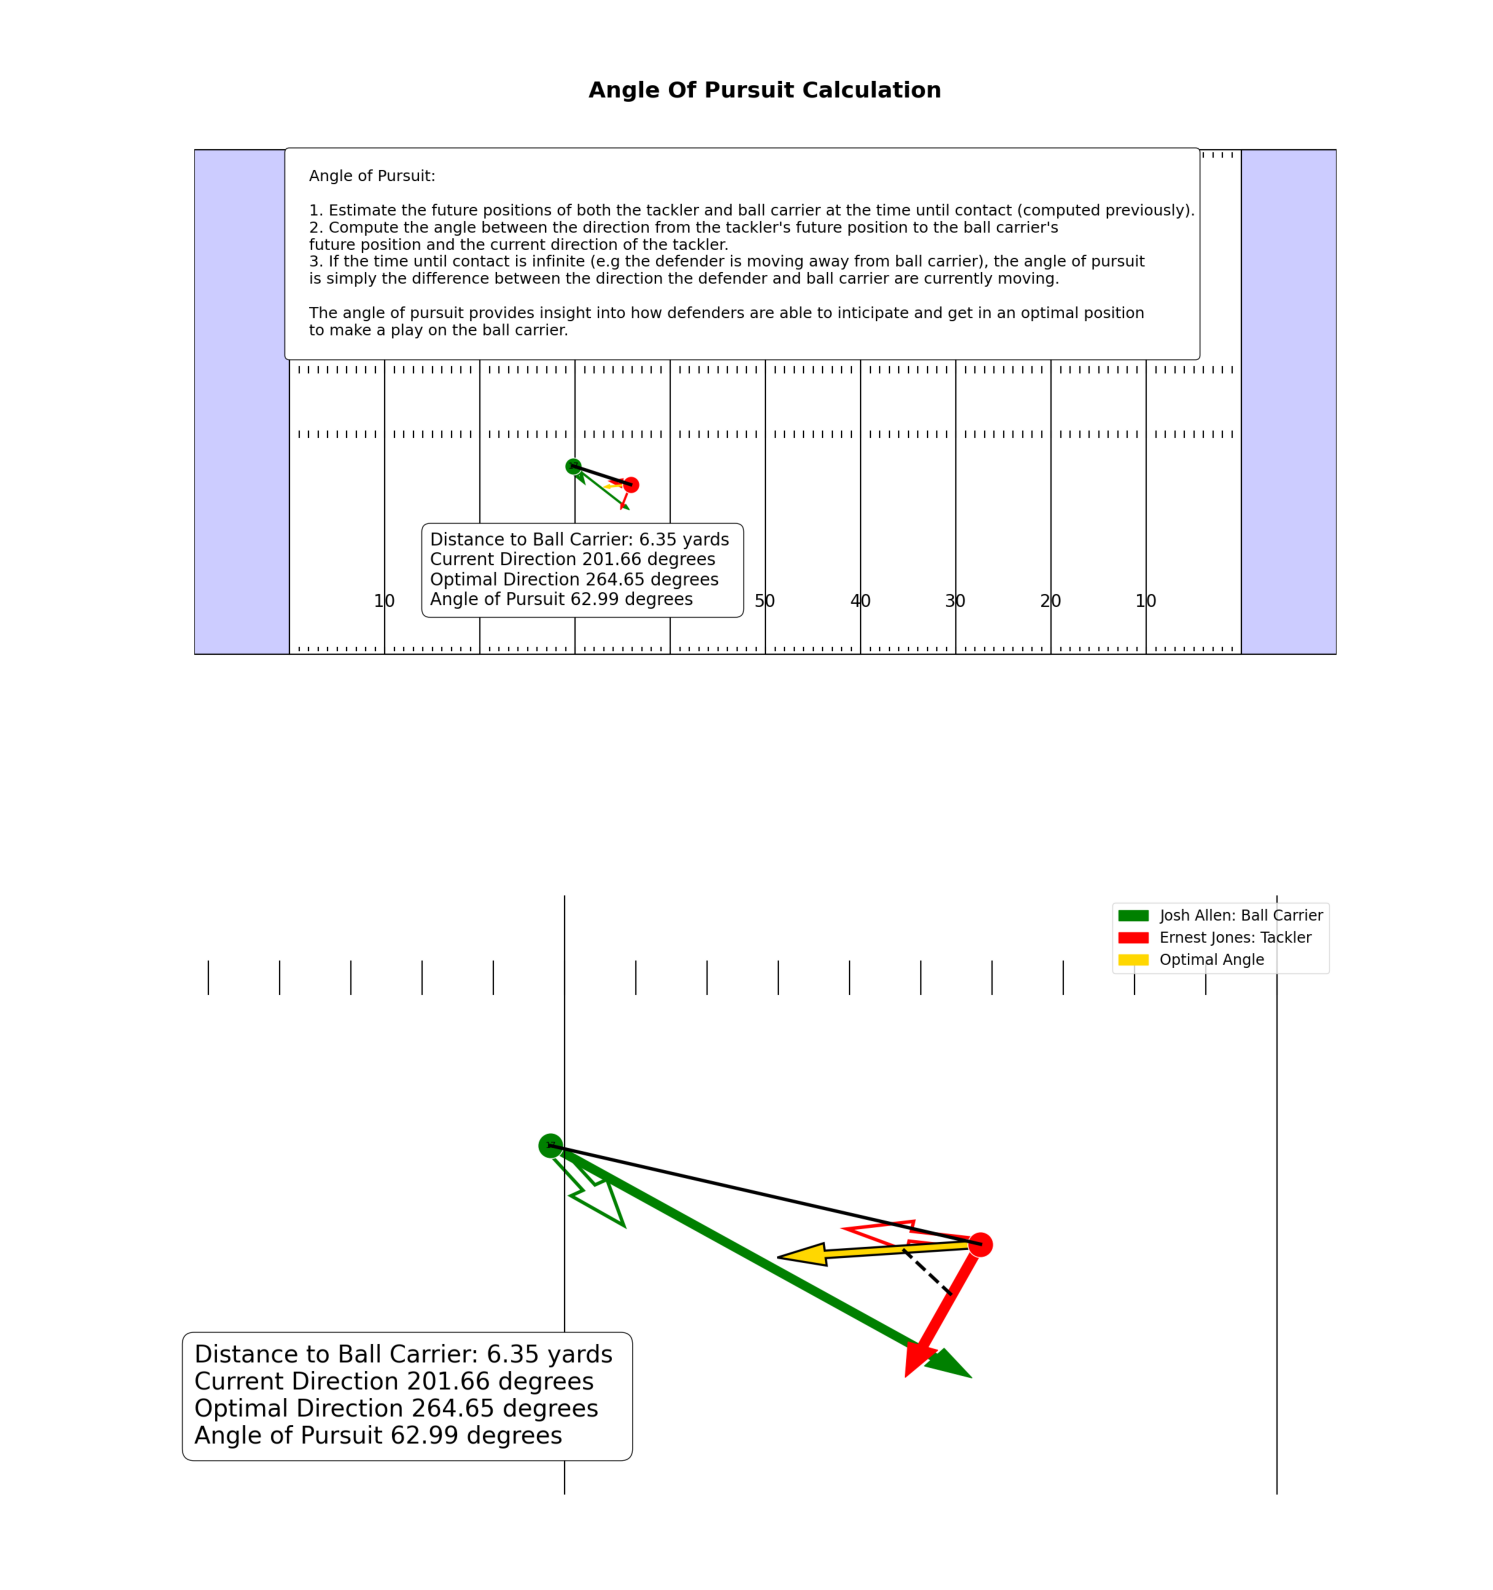 Angle Of Pursuit Calculation
Angle of Pursuit:
1. Estimate the future positions of both the tackler and ball carrier at the time until contact (computed previously).
2. Compute the angle between the direction from the tackler's future position to the ball carrier's
future position and the current direction of the tackler.
3. If the time until contact is infinite (e.g the defender is moving away from ball carrier), the angle of pursuit
is simply the difference between the direction the defender and ball carrier are currently moving.
The angle of pursuit provides insight into how defenders are able to inticipate and get in an optimal position
to make a play on the ball carrier.
Distance to Ball Carrier: 6.35 yards
Current Direction 201.66 degrees
Optimal Direction 264.65 degrees
Angle of Pursuit 62.99 degrees
10 50 40 30 20 10
Josh Allen: Ball Carrier
Ernest Jones: Tackler
Optimal Angle
Distance to Ball Carrier: 6.35 yards
Current Direction 201.66 degrees
Optimal Direction 264.65 degrees
Angle of Pursuit 62.99 degrees